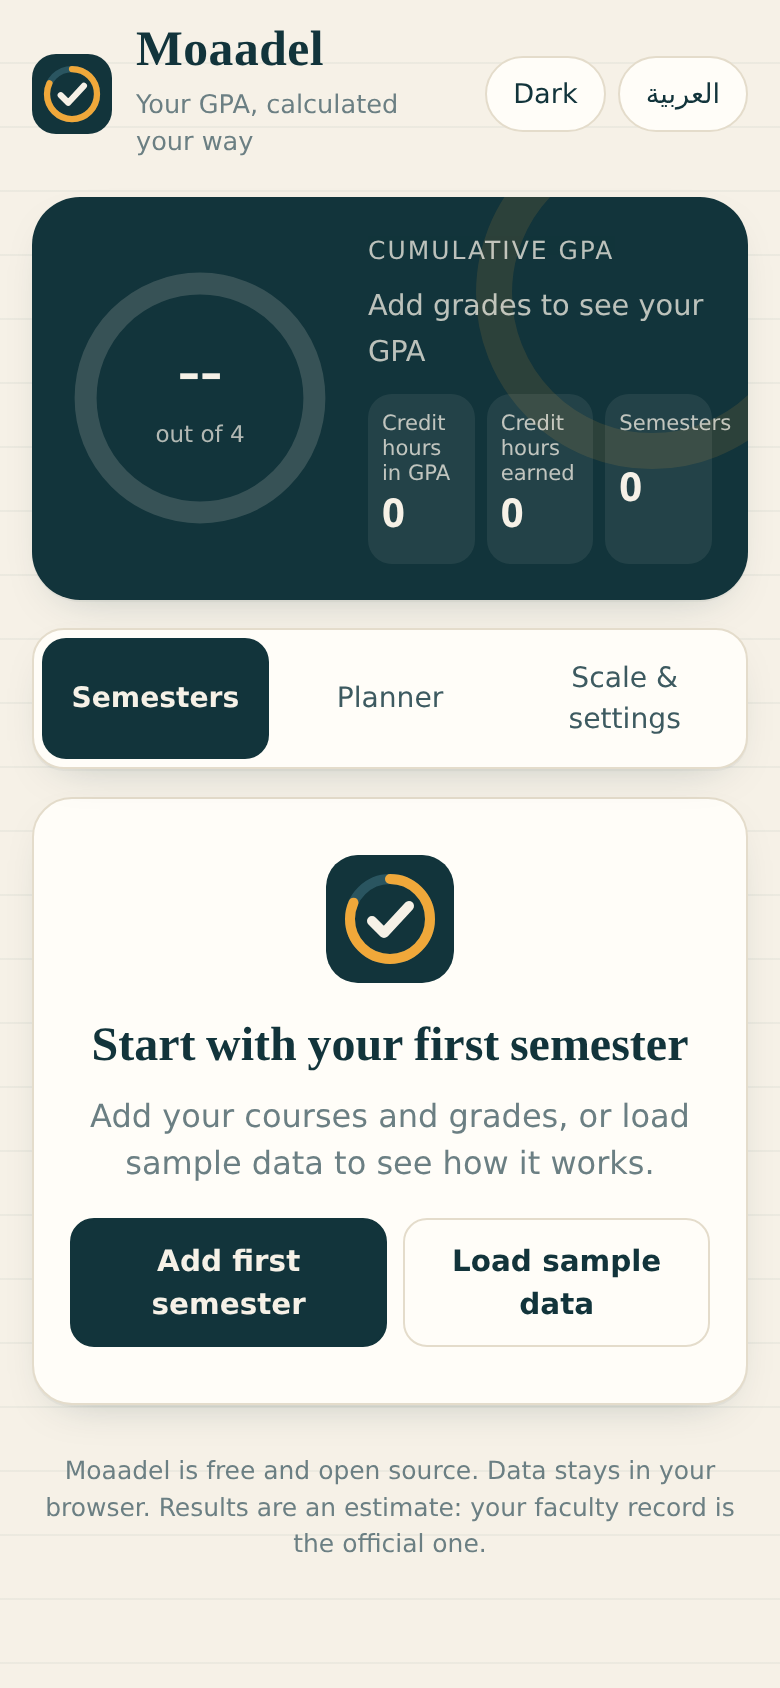 Moaadel
Your GPA, calculated
your way
Dark
العربية
CUMULATIVE GPA
Add grades to see your
GPA
--
out of 4
Credit
hours
in GPA
0
Credit
hours
earned
0
Semesters
0
Semesters
Planner
Scale &
settings
Start with your first semester
Add your courses and grades, or load
sample data to see how it works.
Add first
semester
Load sample
data
Moaadel is free and open source. Data stays in your
browser. Results are an estimate: your faculty record is
the official one.